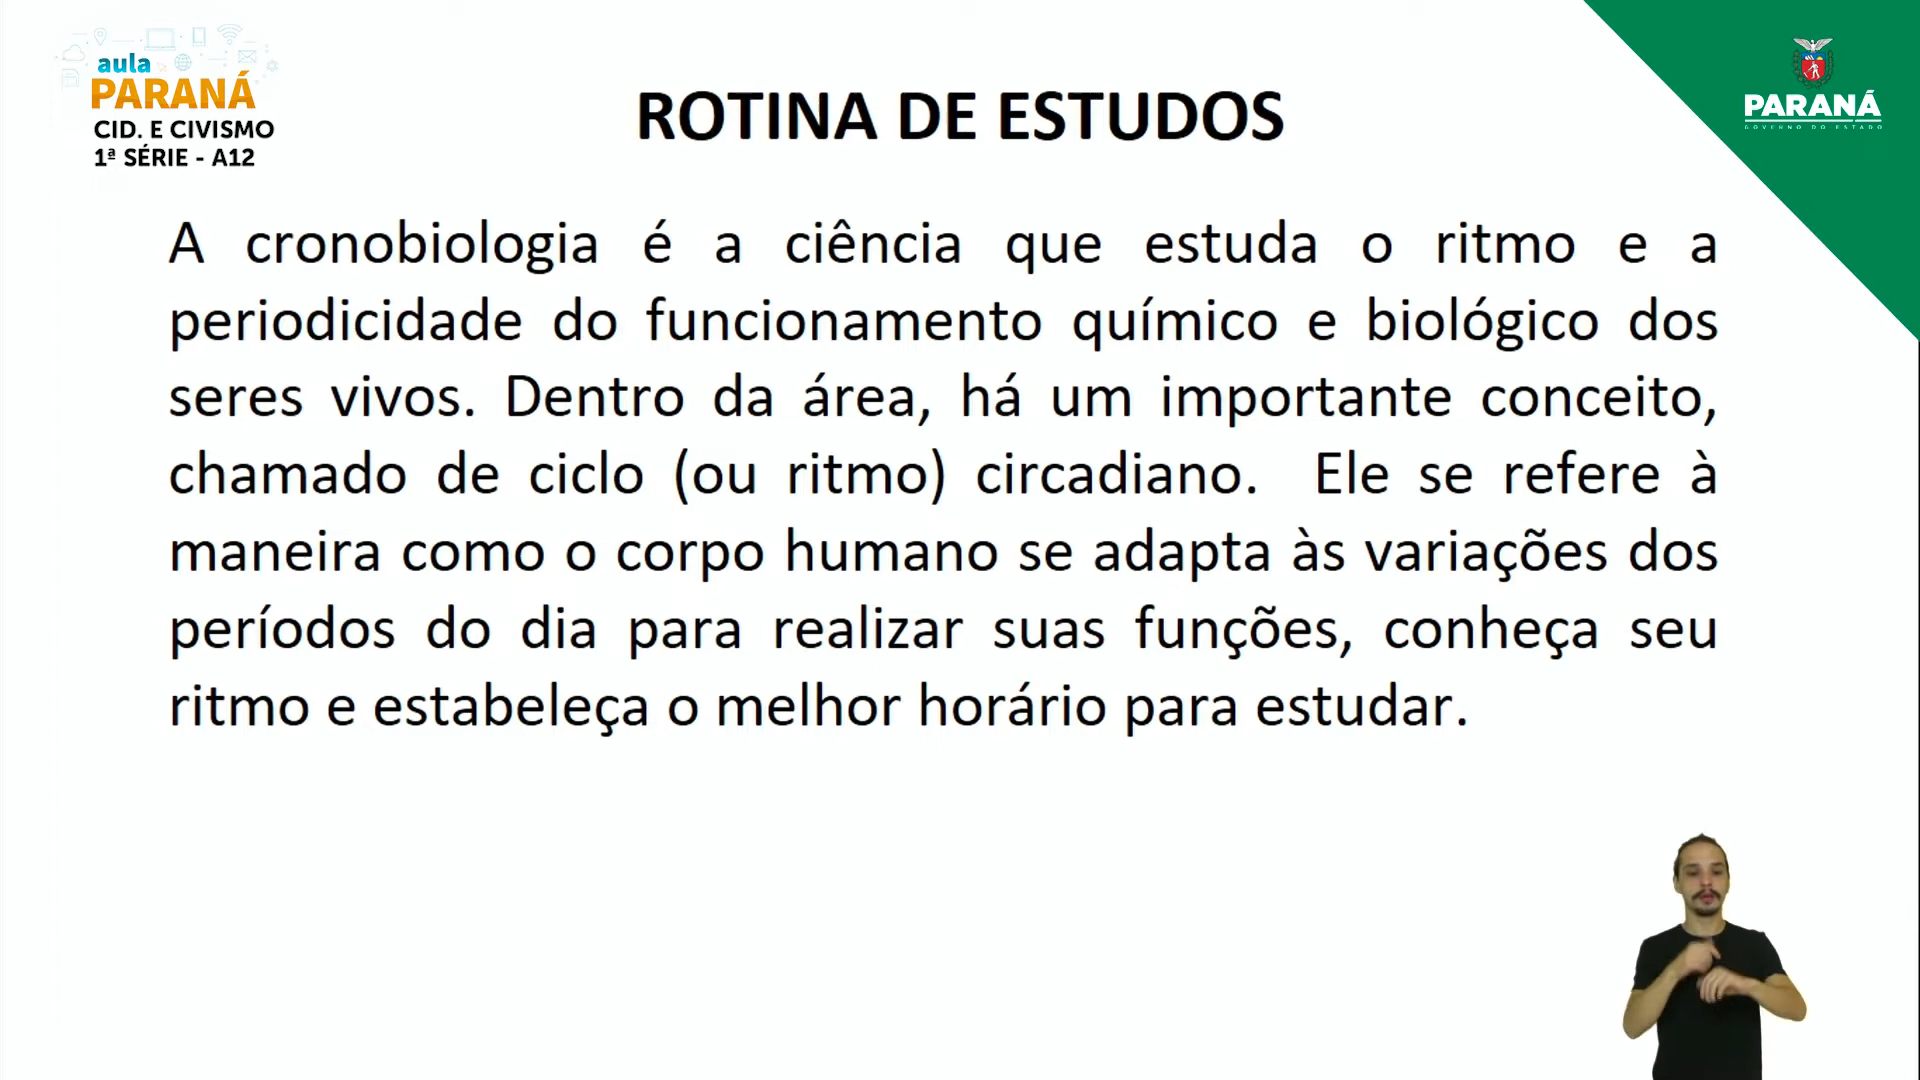 aula
PARANÁ
CID. E CIVISMO
1ª SÉRIE - A12
ROTINA DE ESTUDOS
PARANÁ
GOVERNO DO ESTADO
A cronobiologia é a ciência que estuda o ritmo e a
periodicidade do funcionamento químico e biológico dos
seres vivos. Dentro da área, há um importante conceito,
chamado de ciclo (ou ritmo) circadiano.  Ele se refere à
maneira como o corpo humano se adapta às variações dos
períodos do dia para realizar suas funções, conheça seu
ritmo e estabeleça o melhor horário para estudar.